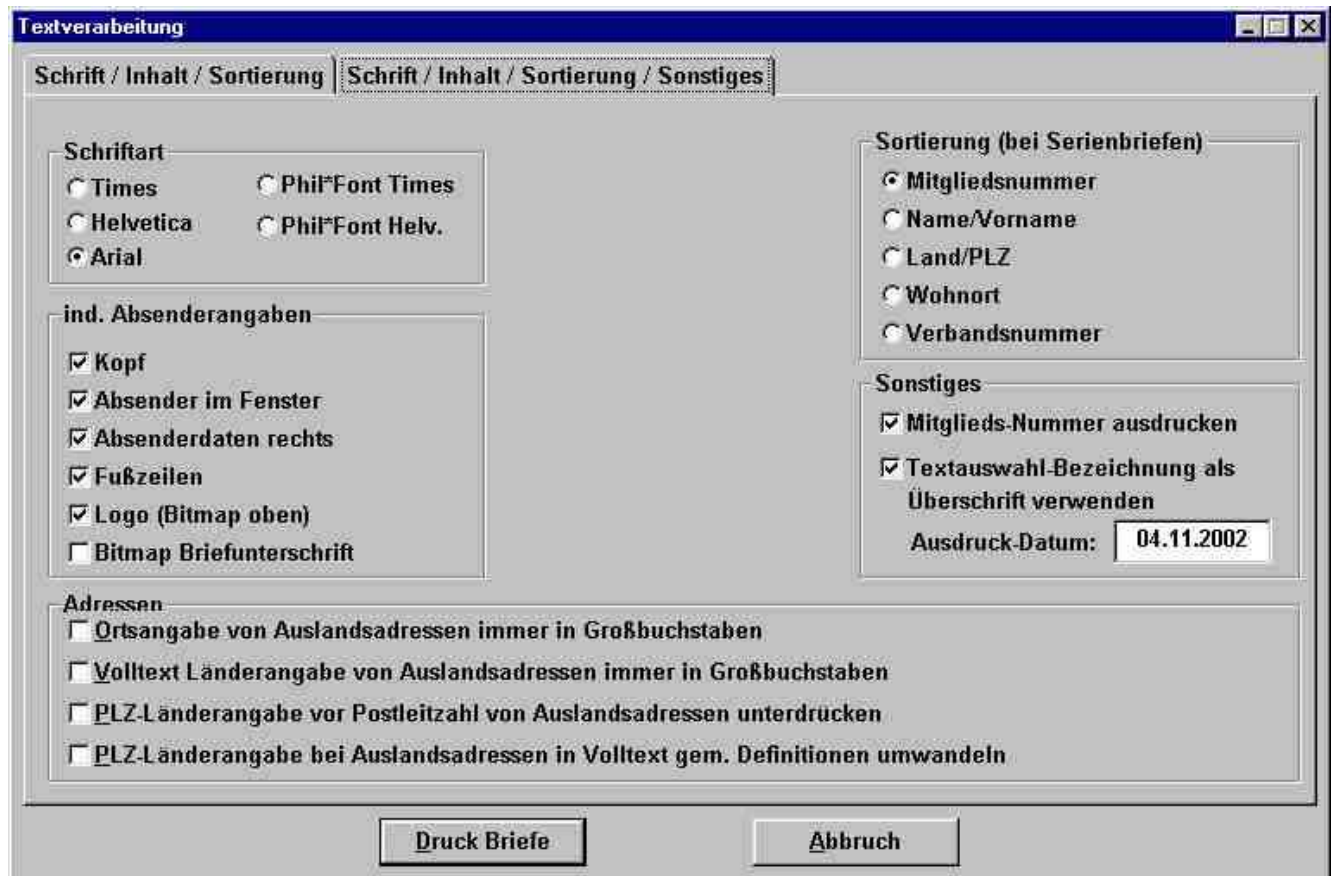 Textverarbeitung
Schrift / Inhalt / Sortierung
Schrift / Inhalt / Sortierung / Sonstiges
Schriftart
Times
Phil*Font Times
Helvetica
Phil*Font Helv.
Arial
ind. Absenderangaben
Kopf
Absender im Fenster
Absenderdaten rechts
Fußzeilen
Logo (Bitmap oben)
Bitmap Briefunterschrift
Sortierung (bei Serienbriefen)
Mitgliedsnummer
Name/Vorname
Land/PLZ
Wohnort
Verbandsnummer
Sonstiges
Mitglieds-Nummer ausdrucken
Textauswahl-Bezeichnung als
Überschrift verwenden
Ausdruck-Datum: 04.11.2002
Adressen
Ortsangabe von Auslandsadressen immer in Großbuchstaben
Volltext Länderangabe von Auslandsadressen immer in Großbuchstaben
PLZ-Länderangabe vor Postleitzahl von Auslandsadressen unterdrücken
PLZ-Länderangabe bei Auslandsadressen in Volltext gem. Definitionen umwandeln
Druck Briefe
Abbruch